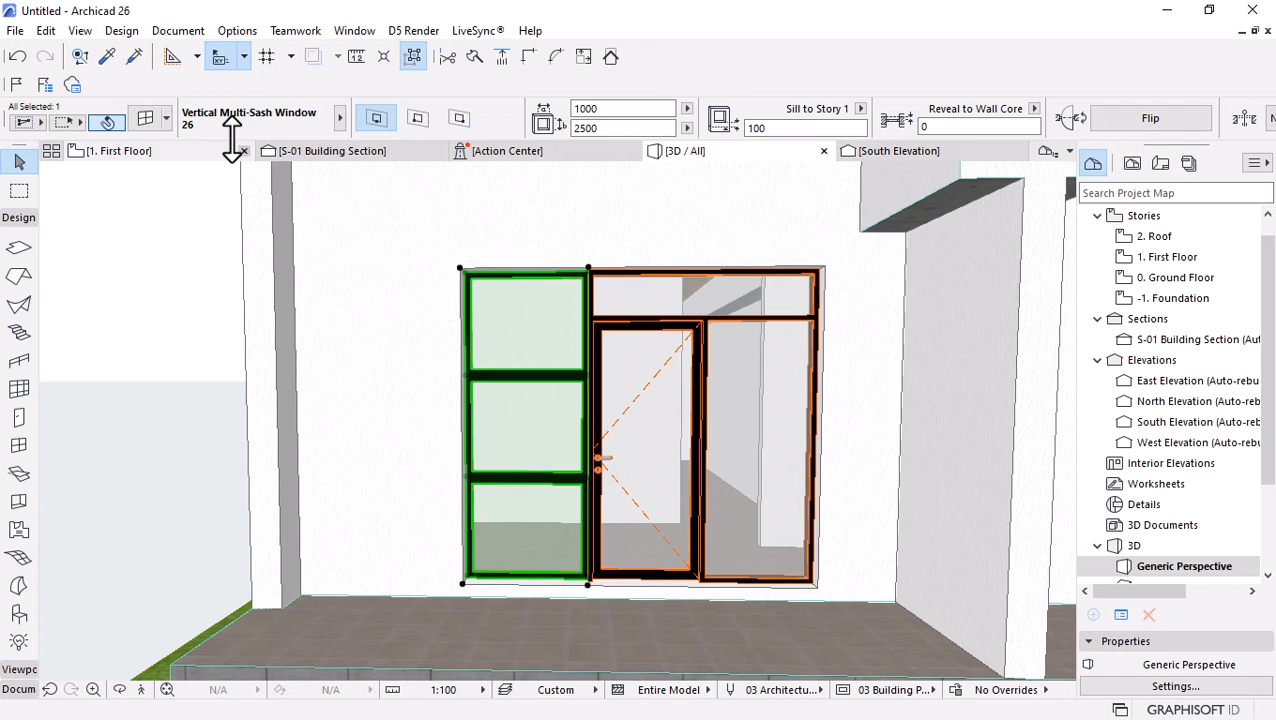 Untitled - Archicad 26
File Edit View Design Document Options Teamwork Window D5 Render LiveSync® Help
All Selected: 1
Vertical Multi-Sash Window
26
1000
2500
Sill to Story 1
100
Reveal to Wall Core
0
Flip
[1. First Floor]
[S-01 Building Section]
[Action Center]
[3D / All]
[South Elevation]
Design
Search Project Map
Stories
2. Roof
1. First Floor
0. Ground Floor
-1. Foundation
Sections
S-01 Building Section (Aut
Elevations
East Elevation (Auto-reb
North Elevation (Auto-reb
South Elevation (Auto-reb
West Elevation (Auto-reb
Interior Elevations
Worksheets
Details
3D Documents
3D
Generic Perspective
Properties
Generic Perspective
Settings...
Viewpc
Docum
N/A
N/A
1:100
Custom
Entire Model
03 Architectu...
03 Building P...
No Overrides
GRAPHISOFT ID